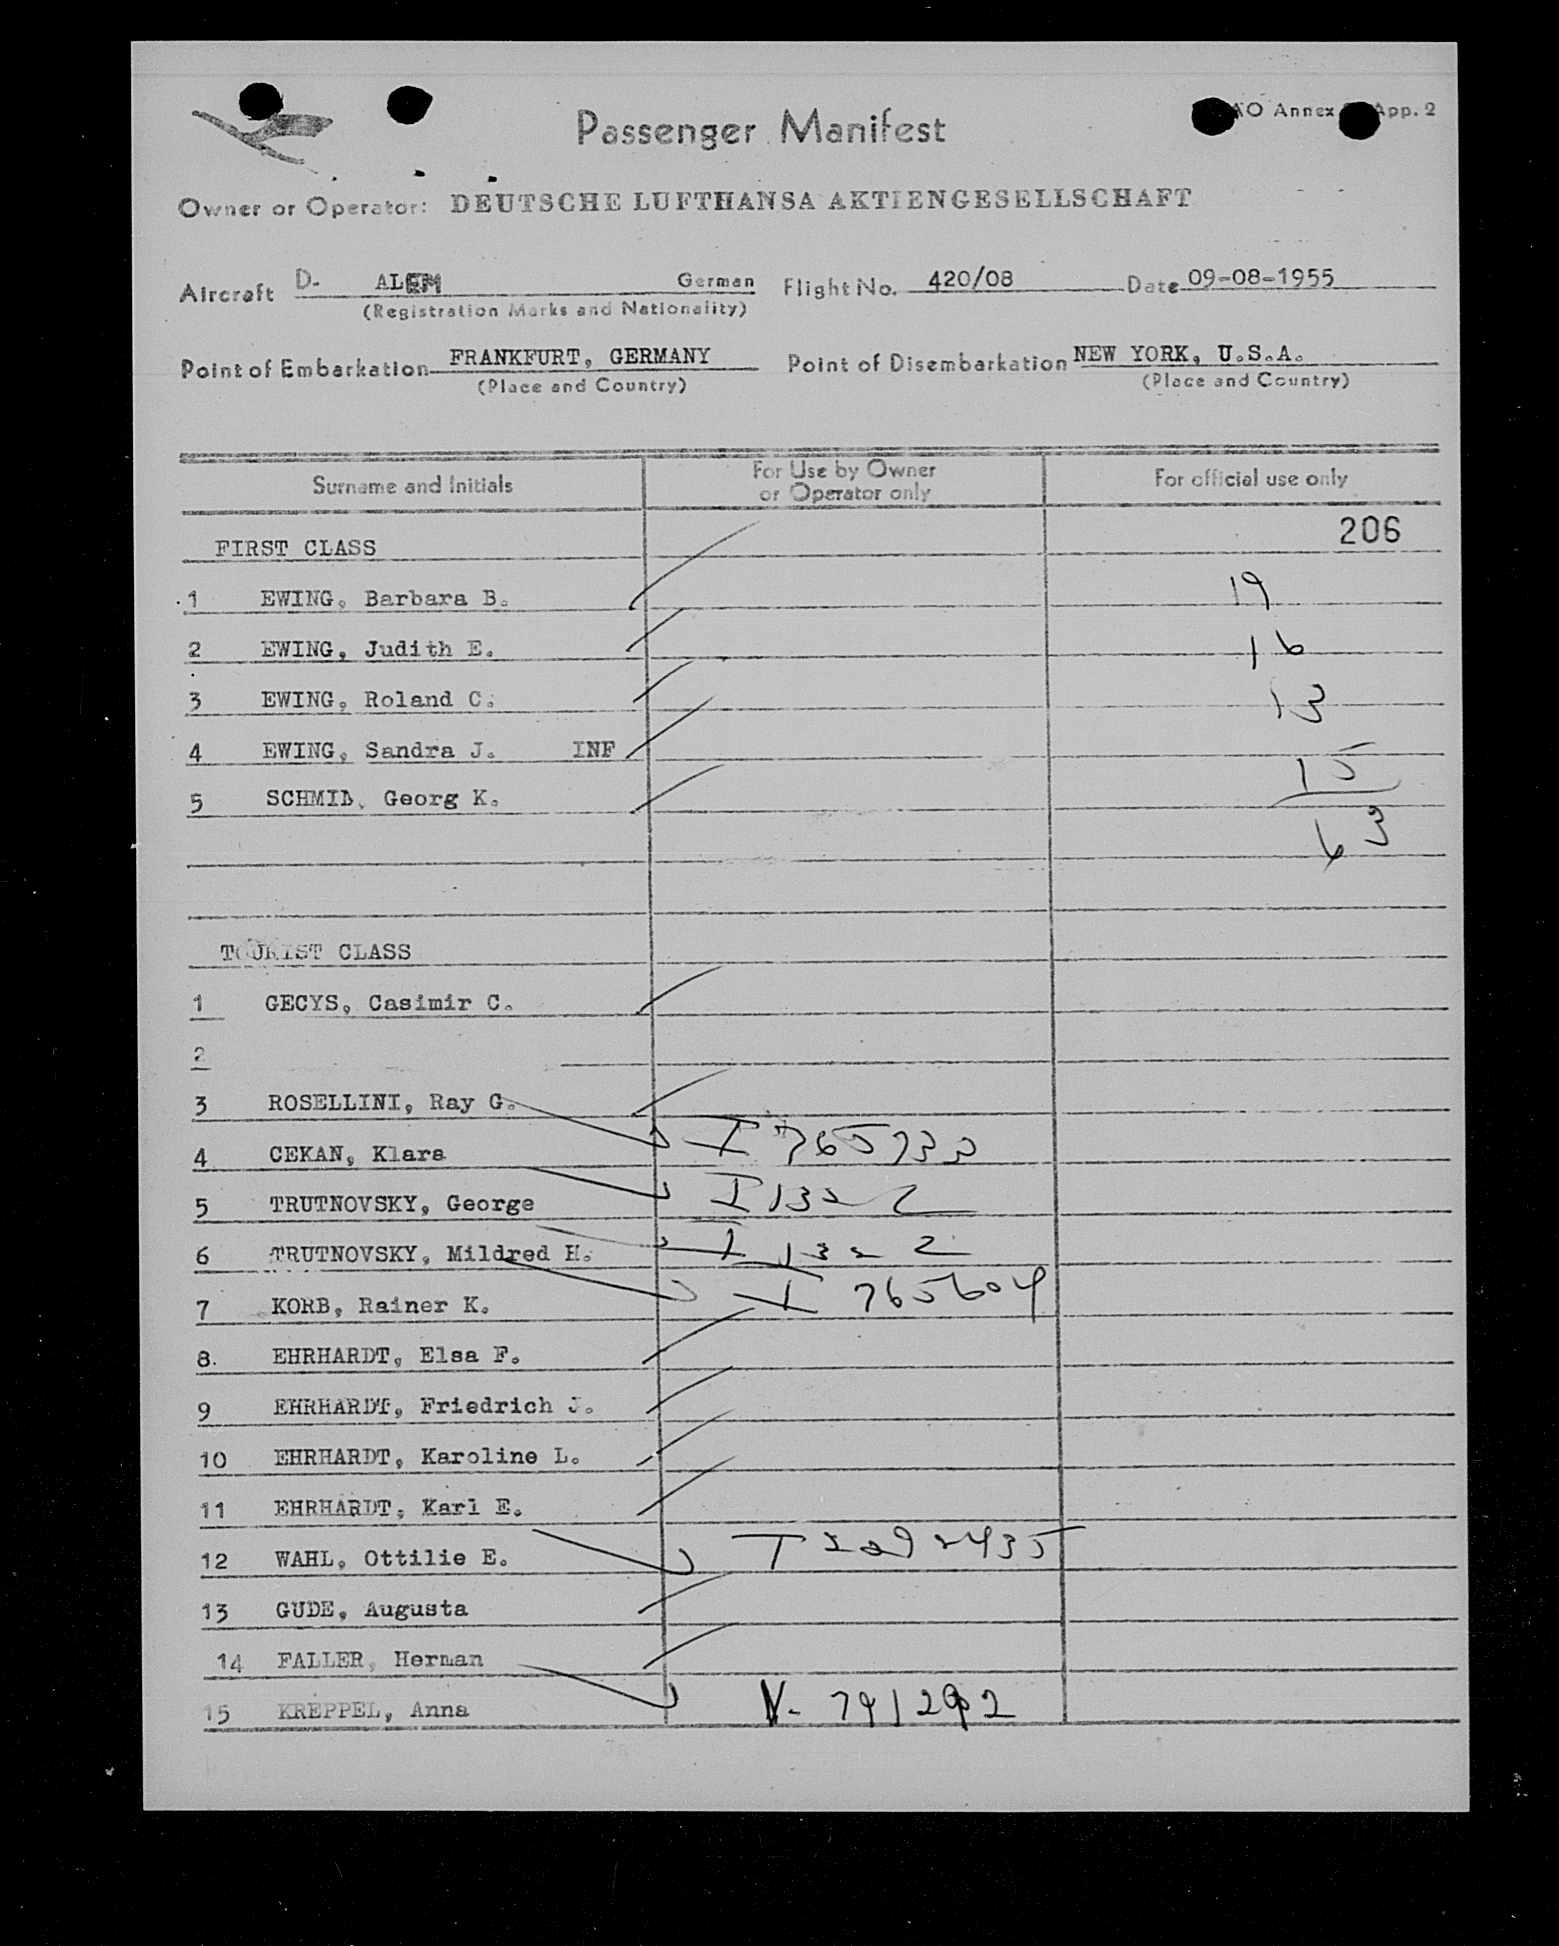 Passenger Manifest
AO Annex App. 2
Owner or Operator: DEUTSCHE LUFTHANSA AKTIENGESELLSCHAFT
Aircraft D- ALEM German Flight No. 420/08 Date 09-08-1955
(Registration Marks and Nationality)
Point of Embarkation FRANKFURT, GERMANY Point of Disembarkation NEW YORK, U.S.A.
(Place and Country) (Place and Country)
Surname and Initials For Use by Owner or Operator only For official use only
FIRST CLASS 206
1 EWING, Barbara B. 19
2 EWING, Judith E. 16
3 EWING, Roland C. 13
4 EWING, Sandra J. INF 15
5 SCHMID, Georg K.
63
TOURIST CLASS
1 GECYS, Casimir C.
2
3 ROSELLINI, Ray G.
4 CEKAN, Klara I 765733
5 TRUTNOVSKY, George I 1322
6 TRUTNOVSKY, Mildred H. I 1322
7 KORB, Rainer K. I 765604
8. EHRHARDT, Elsa F.
9 EHRHARDT, Friedrich J.
10 EHRHARDT, Karoline L.
11 EHRHARDT, Karl E.
12 WAHL, Ottilie E.
13 GUDE, Augusta
14 FALLER, Herman
15 KREPPEL, Anna V-